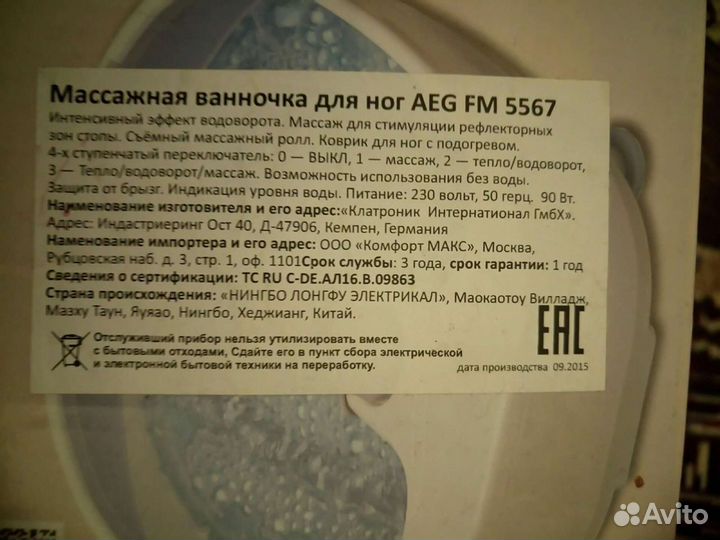 Массажная ванночка для ног AEG FM 5567
Интенсивный эффект водоворота. Массаж для стимуляции рефлекторных
зон стопы. Съёмный массажный ролл. Коврик для ног с подогревом.
4-х ступенчатый переключатель: 0 — ВЫКЛ, 1 — массаж, 2 — тепло/водоворот,
3 — Тепло/водоворот/массаж. Возможность использования без воды.
Защита от брызг. Индикация уровня воды. Питание: 230 вольт, 50 герц. 90 Вт.
Наименование изготовителя и его адрес:«Клатроник Интернатионал ГмбХ».
Адрес: Индастриеринг Ост 40, Д-47906, Кемпен, Германия
Наменование импортера и его адрес: ООО «Комфорт МАКС», Москва,
Рубцовская наб. д. 3, стр. 1, оф. 1101Срок службы: 3 года, срок гарантии: 1 год
Сведения о сертификации: ТС RU C-DE.АЛ16.В.09863
Страна происхождения: «НИНГБО ЛОНГФУ ЭЛЕКТРИКАЛ», Маокаотоу Вилладж,
Мазху Таун, Яуяао, Нингбо, Хеджианг, Китай.
Отслуживший прибор нельзя утилизировать вместе
с бытовыми отходами, Сдайте его в пункт сбора электрической
и электронной бытовой техники на переработку.
EAC
дата производства 09.2015
Avito